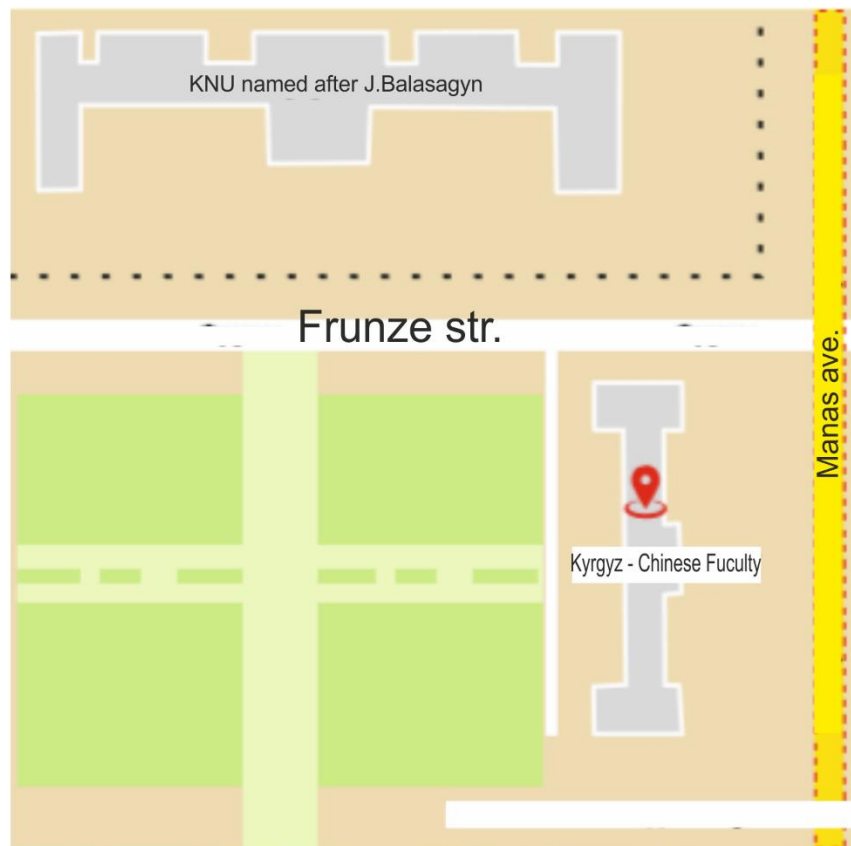 KNU named after J.Balasagyn
Frunze str.
Manas ave.
Kyrgyz - Chinese Fuculty